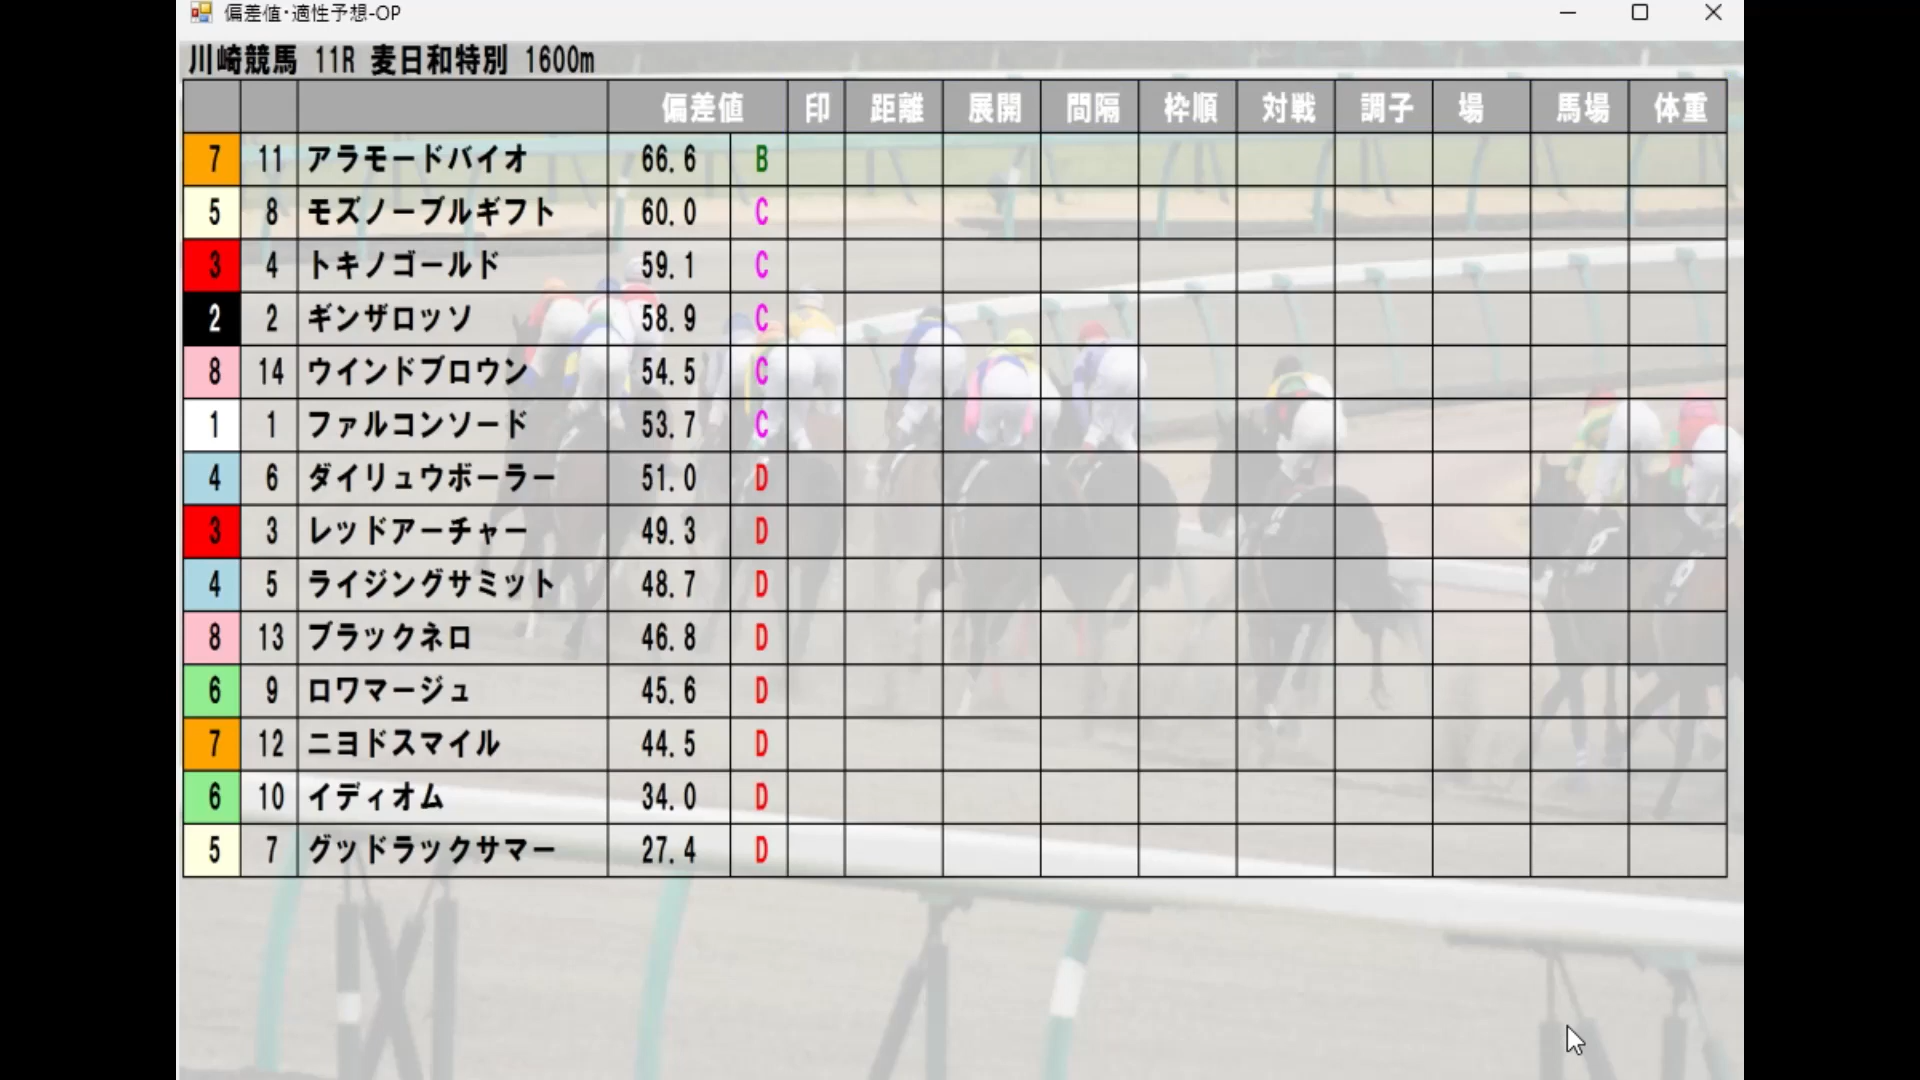 偏差値・適性予想-OP
川崎競馬 11R 麦日和特別 1600m
偏差値 印 距離 展開 間隔 枠順 対戦 調子 場 馬場 体重
7 11 アラモードバイオ 66.6 B
5 8 モズノーブルギフト 60.0 C
3 4 トキノゴールド 59.1 C
2 2 ギンザロッソ 58.9 C
8 14 ウインドブロウン 54.5 C
1 1 ファルコンソード 53.7 C
4 6 ダイリュウボーラー 51.0 D
3 3 レッドアーチャー 49.3 D
4 5 ライジングサミット 48.7 D
8 13 ブラックネロ 46.8 D
6 9 ロワマージュ 45.6 D
7 12 ニヨドスマイル 44.5 D
6 10 イディオム 34.0 D
5 7 グッドラックサマー 27.4 D